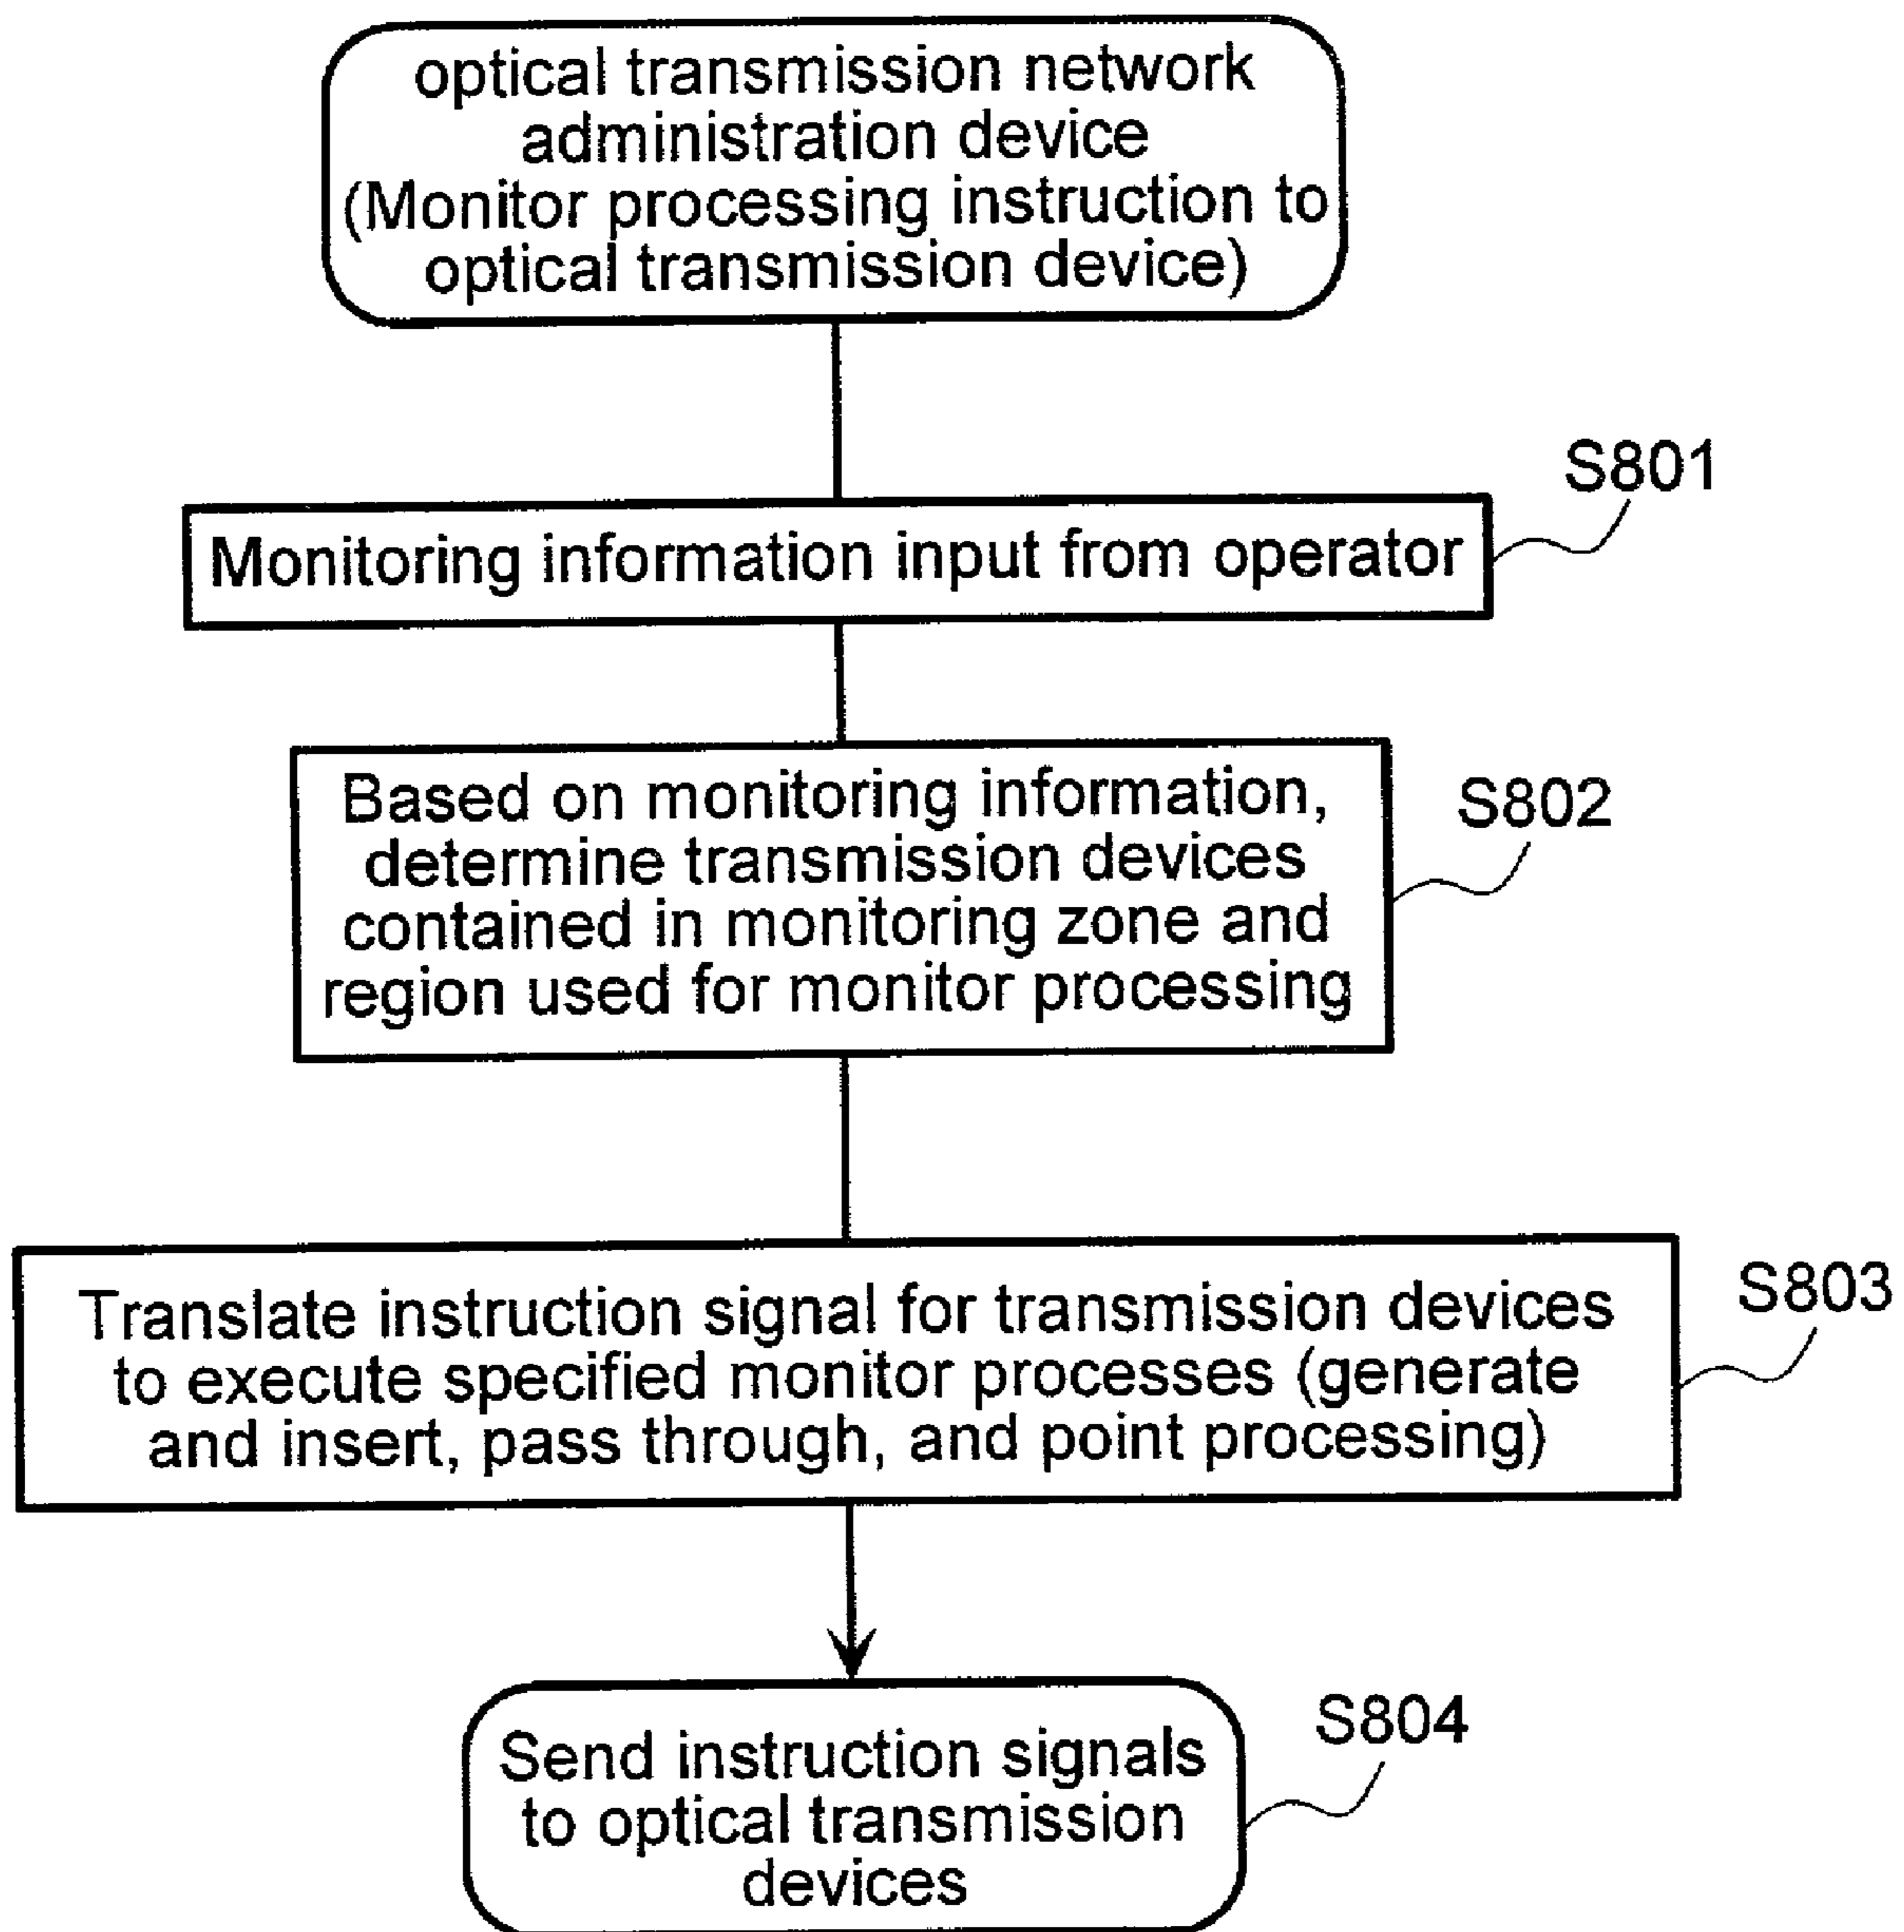 optical transmission network
administration device
(Monitor processing instruction to
optical transmission device)
S801
Monitoring information input from operator
S802
Based on monitoring information,
determine transmission devices
contained in monitoring zone and
region used for monitor processing
S803
Translate instruction signal for transmission devices
to execute specified monitor processes (generate
and insert, pass through, and point processing)
S804
Send instruction signals
to optical transmission
devices